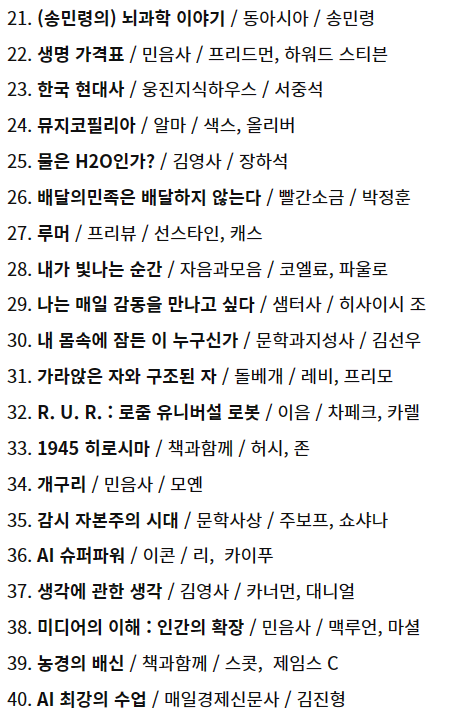 21. (송민령의) 뇌과학 이야기 / 동아시아 / 송민령
22. 생명 가격표 / 민음사 / 프리드먼, 하워드 스티븐
23. 한국 현대사 / 웅진지식하우스 / 서중석
24. 뮤지코필리아 / 알마 / 색스, 올리버
25. 물은 H2O인가? / 김영사 / 장하석
26. 배달의민족은 배달하지 않는다 / 빨간소금 / 박정훈
27. 루머 / 프리뷰 / 선스타인, 캐스
28. 내가 빛나는 순간 / 자음과모음 / 코엘료, 파울로
29. 나는 매일 감동을 만나고 싶다 / 샘터사 / 히사이시 조
30. 내 몸속에 잠든 이 누구신가 / 문학과지성사 / 김선우
31. 가라앉은 자와 구조된 자 / 돌베개 / 레비, 프리모
32. R. U. R. : 로줌 유니버설 로봇 / 이음 / 차페크, 카렐
33. 1945 히로시마 / 책과함께 / 허시, 존
34. 개구리 / 민음사 / 모옌
35. 감시 자본주의 시대 / 문학사상 / 주보프, 쇼샤나
36. AI 슈퍼파워 / 이콘 / 리,  카이푸
37. 생각에 관한 생각 / 김영사 / 카너먼, 대니얼
38. 미디어의 이해 : 인간의 확장 / 민음사 / 맥루언, 마셜
39. 농경의 배신 / 책과함께 / 스콧,  제임스 C
40. AI 최강의 수업 / 매일경제신문사 / 김진형